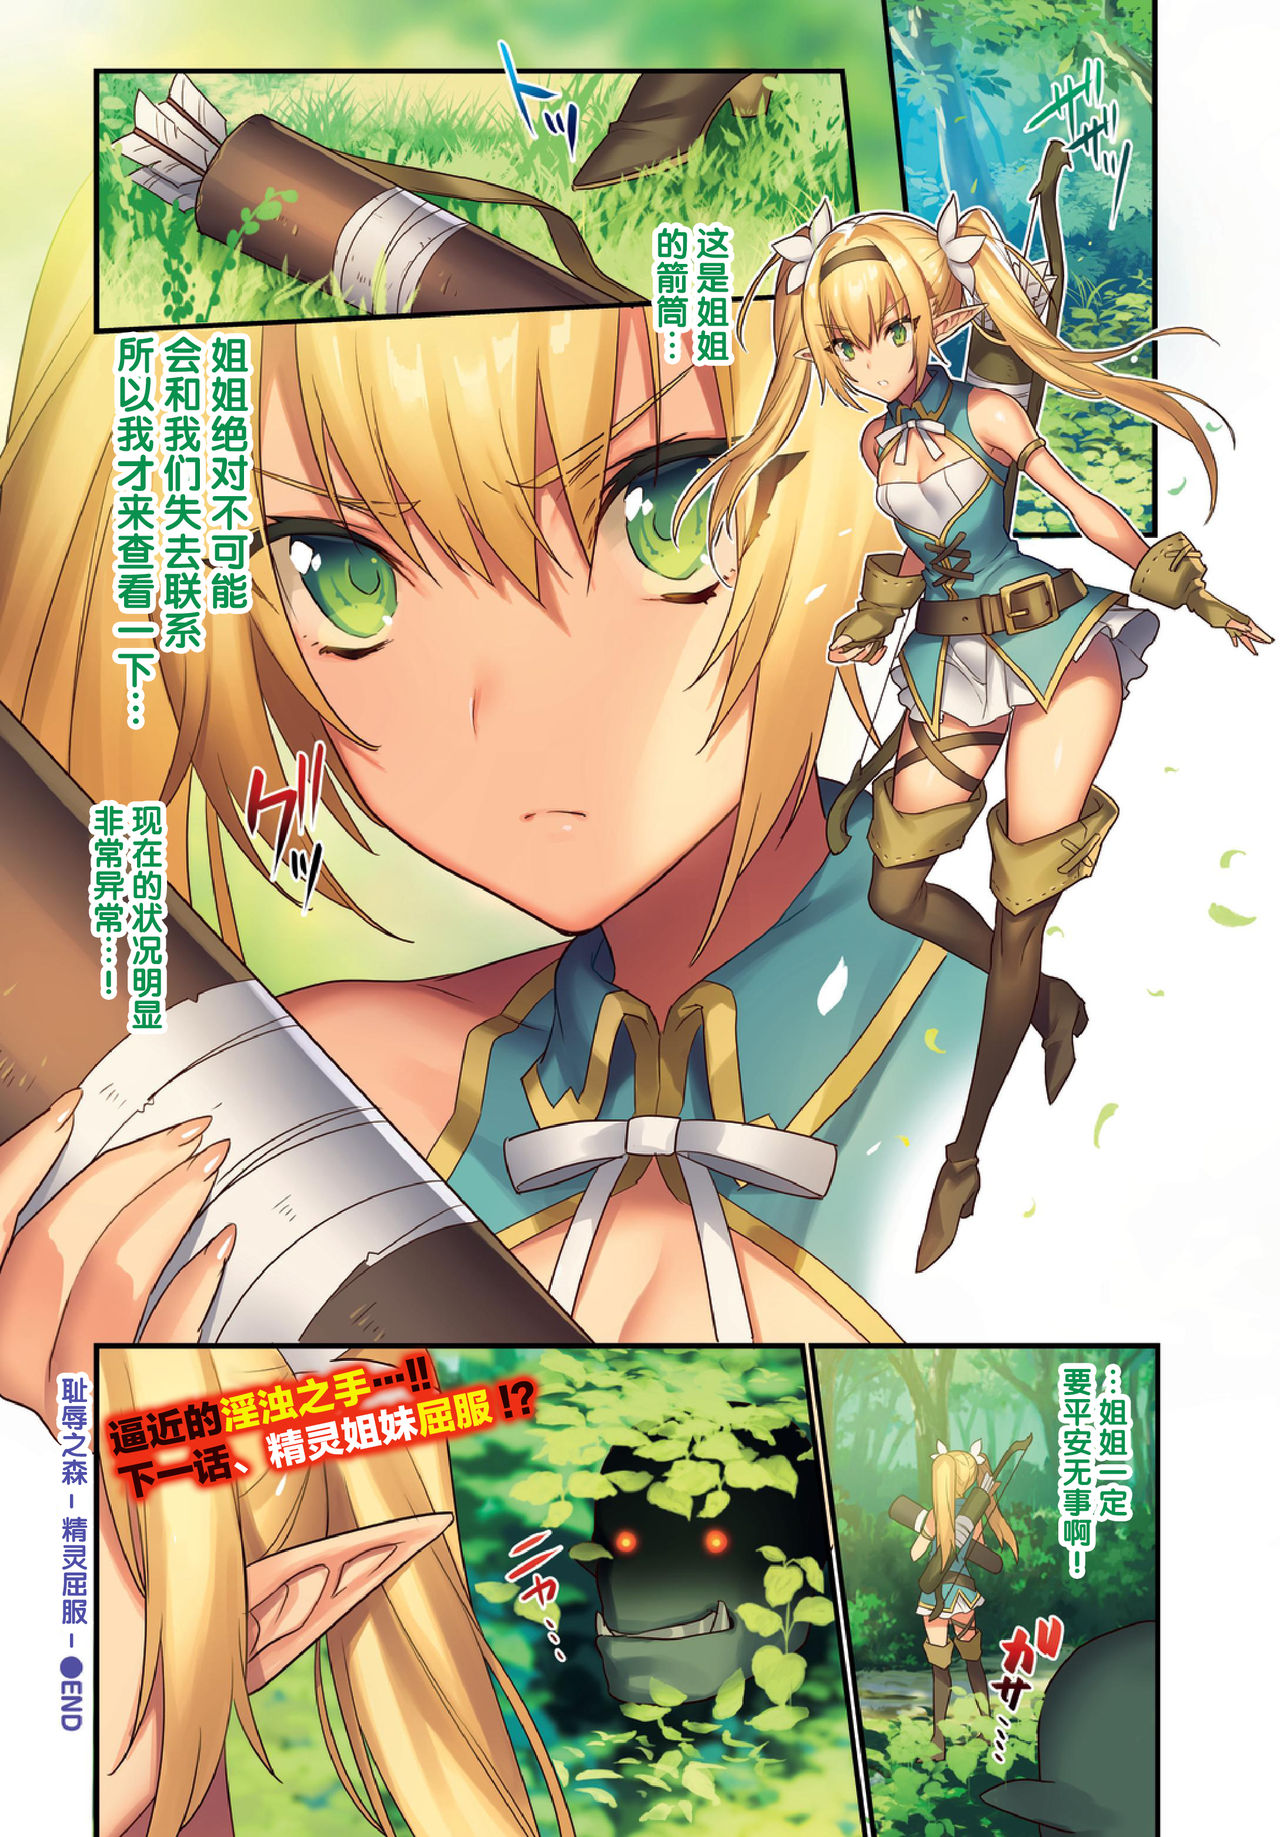 ザザッ
トッ
这是姐姐
的箭筒…
姐姐绝对不可能
会和我们失去联系
所以我才来查看一下…
グッ
现在的状况明显
非常异常…！
…姐姐一定
要平安无事啊！
ガサ…
逼近的淫浊之手…!!
下一话、精灵姐妹屈服!?
ニャ…
耻辱之森－精灵屈服－●END